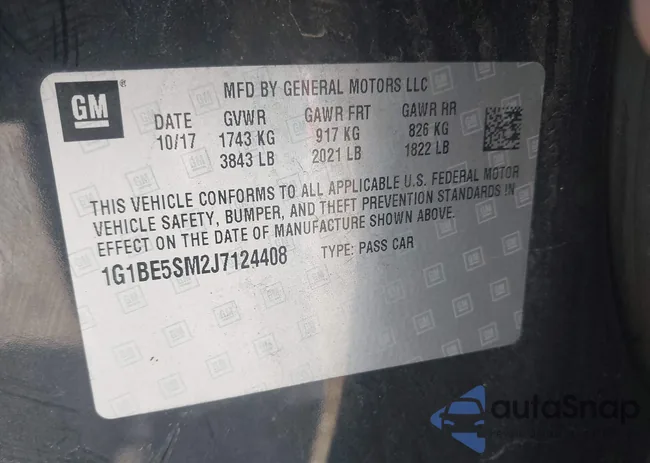 GM
MFD BY GENERAL MOTORS LLC
DATE GVWR GAWR FRT GAWR RR
10/17 1743 KG 917 KG 826 KG
3843 LB 2021 LB 1822 LB
THIS VEHICLE CONFORMS TO ALL APPLICABLE U.S. FEDERAL MOTOR
VEHICLE SAFETY, BUMPER, AND THEFT PREVENTION STANDARDS IN
EFFECT ON THE DATE OF MANUFACTURE SHOWN ABOVE.
1G1BE5SM2J7124408 TYPE: PASS CAR
autoSnap